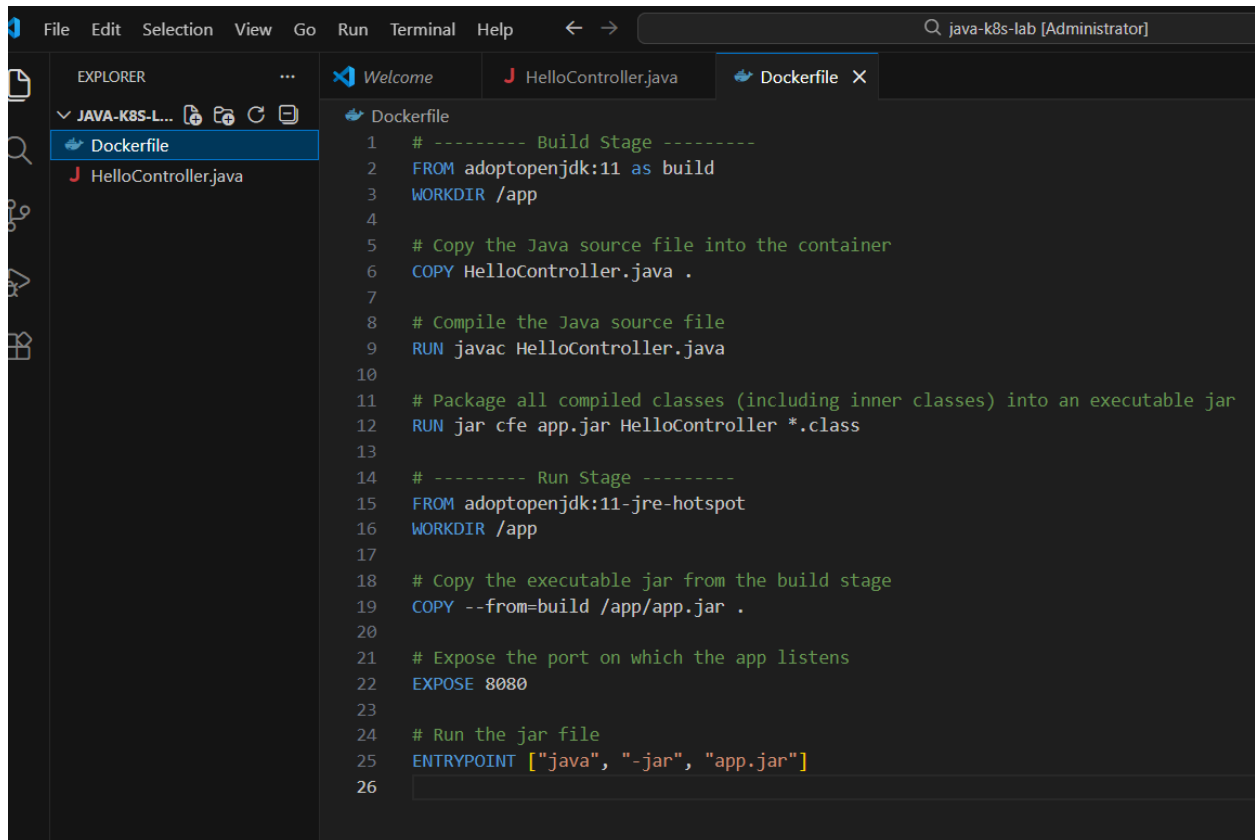 File Edit Selection View Go Run Terminal Help java-k8s-lab [Administrator]
EXPLORER
JAVA-K8S-L...
Dockerfile
HelloController.java
Welcome HelloController.java Dockerfile
Dockerfile
1 # --------- Build Stage ---------
2 FROM adoptopenjdk:11 as build
3 WORKDIR /app
4
5 # Copy the Java source file into the container
6 COPY HelloController.java .
7
8 # Compile the Java source file
9 RUN javac HelloController.java
10
11 # Package all compiled classes (including inner classes) into an executable jar
12 RUN jar cfe app.jar HelloController *.class
13
14 # --------- Run Stage ---------
15 FROM adoptopenjdk:11-jre-hotspot
16 WORKDIR /app
17
18 # Copy the executable jar from the build stage
19 COPY --from=build /app/app.jar .
20
21 # Expose the port on which the app listens
22 EXPOSE 8080
23
24 # Run the jar file
25 ENTRYPOINT ["java", "-jar", "app.jar"]
26